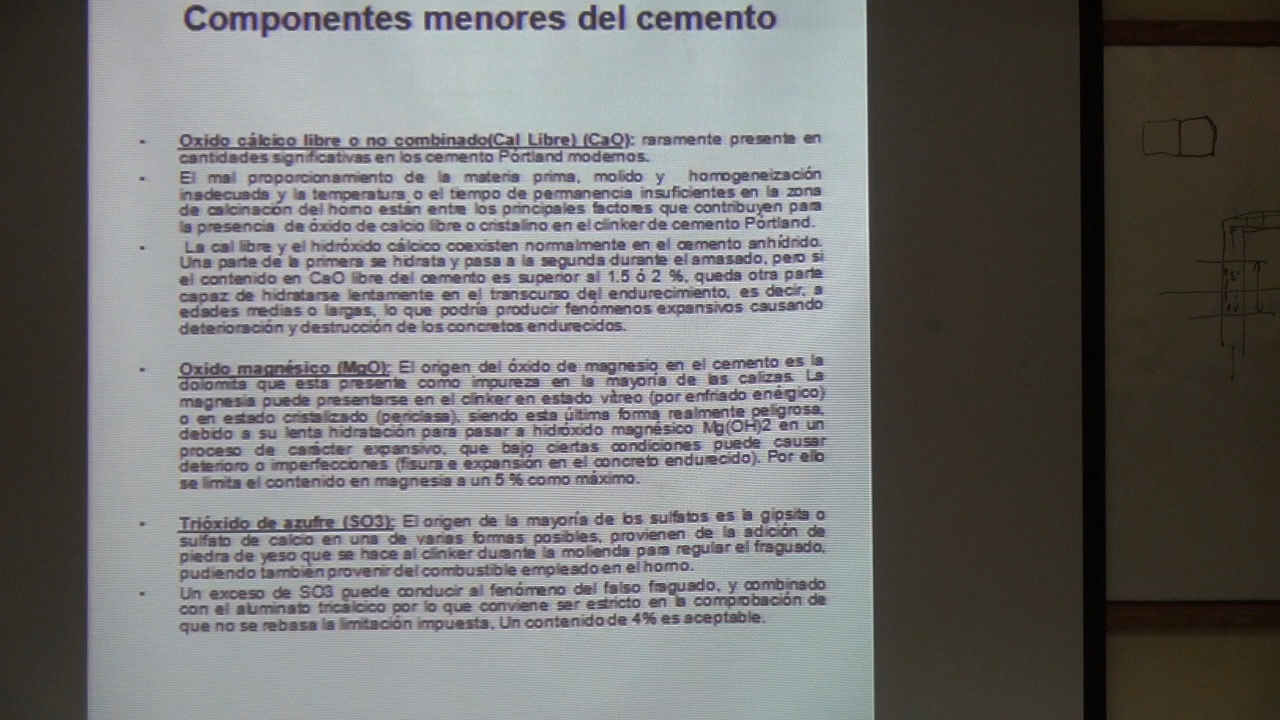 Componentes menores del cemento
• Oxido cálcico libre o no combinado(Cal Libre) (CaO): raramente presente en
cantidades significativas en los cemento Pórtland modernos.
• El mal proporcionamiento de la materia prima, molido y homogeneización
inadecuada y la temperatura o el tiempo de permanencia insuficientes en la zona
de calcinación del horno están entre los principales factores que contribuyen para
la presencia de óxido de calcio libre o cristalino en el clinker de cemento Pórtland.
• La cal libre y el hidróxido cálcico coexisten normalmente en el cemento anhídrido.
Una parte de la primera se hidrata y pasa a la segunda durante el amasado, pero si
el contenido en CaO libre del cemento es superior al 1.5 ó 2 %, queda otra parte
capaz de hidratarse lentamente en el transcurso del endurecimiento, es decir, a
edades medias o largas, lo que podría producir fenómenos expansivos causando
deterioración y destrucción de los concretos endurecidos.
• Oxido magnésico (MgO): El origen del óxido de magnesio en el cemento es la
dolomita que esta presente como impureza en la mayoría de las calizas. La
magnesia puede presentarse en el clínker en estado vítreo (por enfriado enérgico)
o en estado cristalizado (periclasa), siendo esta última forma realmente peligrosa,
debido a su lenta hidratación para pasar a hidróxido magnésico Mg(OH)2 en un
proceso de carácter expansivo, que bajo ciertas condiciones puede causar
deterioro o imperfecciones (fisura e expansión en el concreto endurecido). Por ello
se limita el contenido en magnesia a un 5 % como máximo.
• Trióxido de azufre (SO3): El origen de la mayoría de los sulfatos es la gipsita o
sulfato de calcio en una de varias formas posibles, provienen de la adición de
piedra de yeso que se hace al clinker durante la molienda para regular el fraguado,
pudiendo también provenir del combustible empleado en el horno.
• Un exceso de SO3 puede conducir al fenómeno del falso fraguado, y combinado
con el aluminato tricálcico por lo que conviene ser estricto en la comprobación de
que no se rebasa la limitación impuesta. Un contenido de 4% es aceptable.